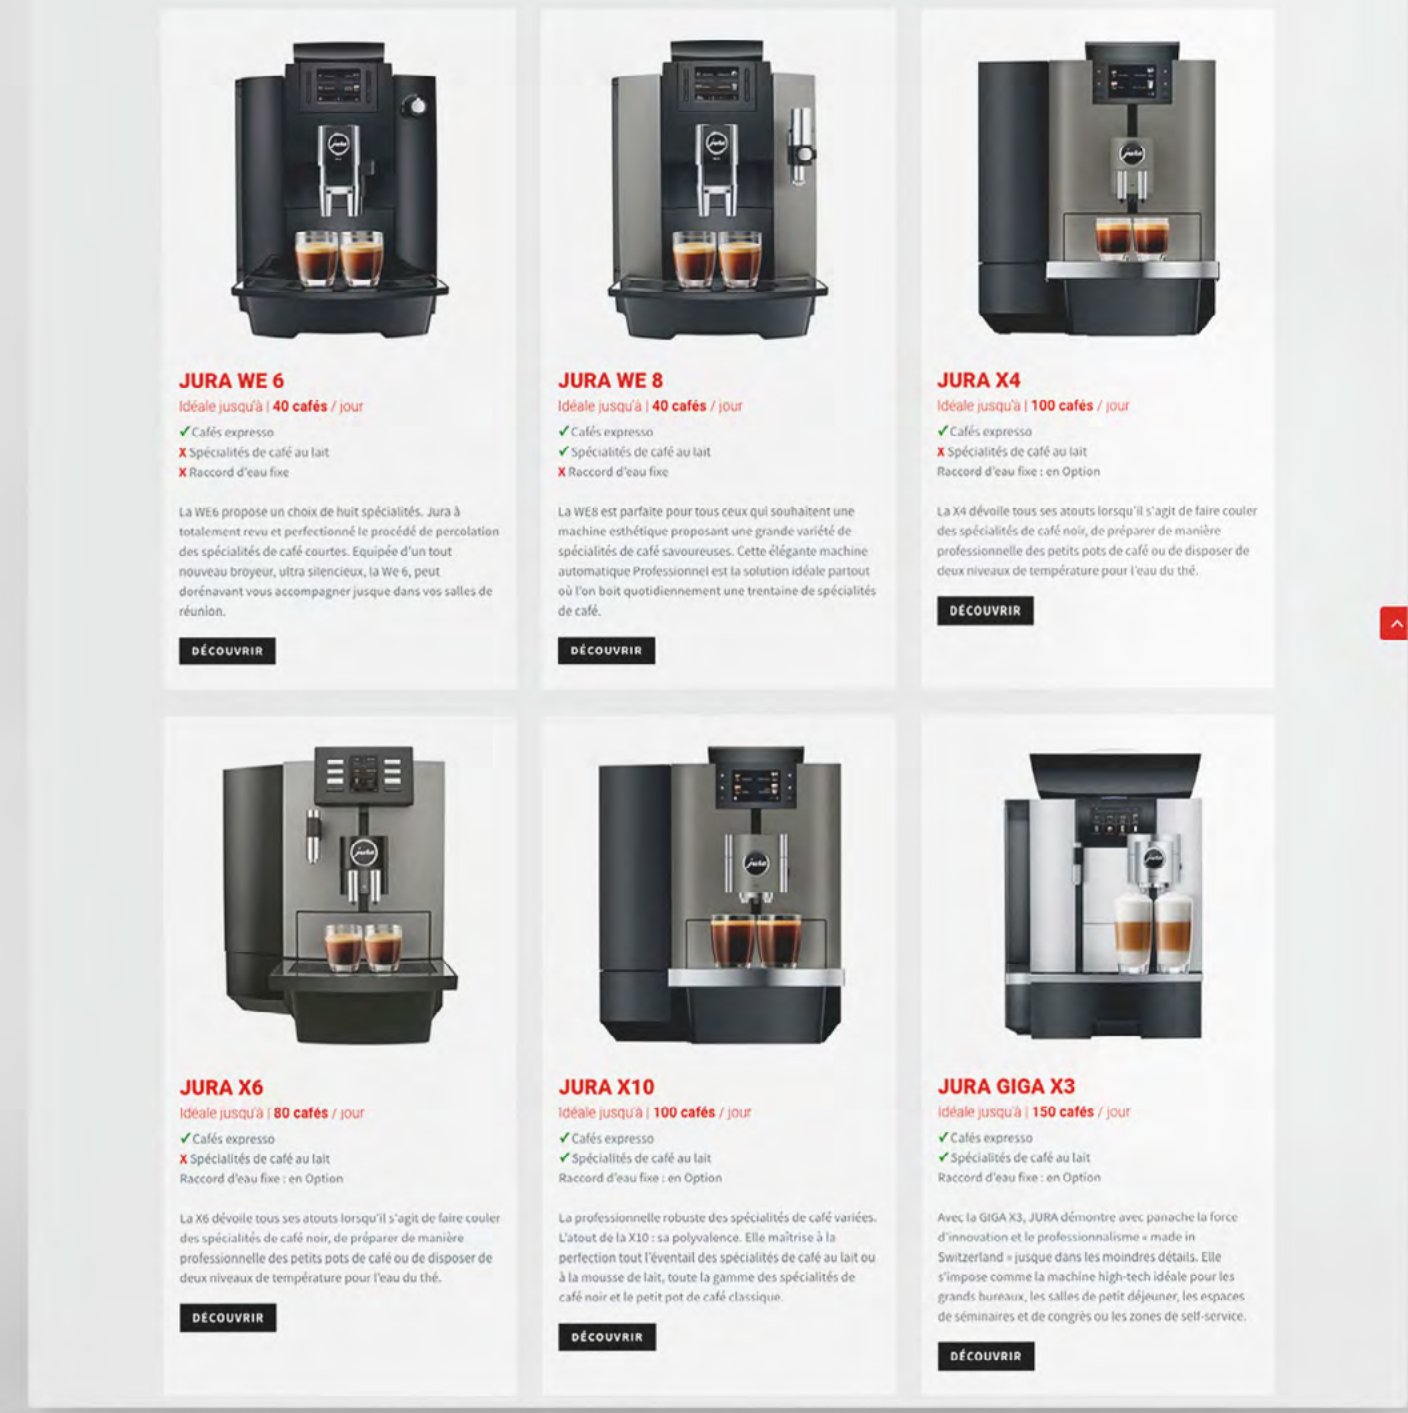 JURA WE 6
Idéale jusqu'à | 40 cafés / jour
✓ Cafés expresso
X Spécialités de café au lait
X Raccord d'eau fixe
La WE6 propose un choix de huit spécialités. Jura à
totalement revu et perfectionné le procédé de percolation
des spécialités de café courtes. Equipée d'un tout
nouveau broyeur, ultra silencieux, la We 6, peut
dorénavant vous accompagner jusque dans vos salles de
réunion.
DÉCOUVRIR
JURA WE 8
Idéale jusqu'à | 40 cafés / jour
✓ Cafés expresso
✓ Spécialités de café au lait
X Raccord d'eau fixe
La WE8 est parfaite pour tous ceux qui souhaitent une
machine esthétique proposant une grande variété de
spécialités de café savoureuses. Cette élégante machine
automatique Professionnel est la solution idéale partout
où l'on boit quotidiennement une trentaine de spécialités
de café.
DÉCOUVRIR
JURA X4
Idéale jusqu'à | 100 cafés / jour
✓ Cafés expresso
X Spécialités de café au lait
Raccord d'eau fixe : en Option
La X4 dévoile tous ses atouts lorsqu'il s'agit de faire couler
des spécialités de café noir, de préparer de manière
professionnelle des petits pots de café ou de disposer de
deux niveaux de température pour l'eau du thé.
DÉCOUVRIR
JURA X6
Idéale jusqu'à | 80 cafés / jour
✓ Cafés expresso
X Spécialités de café au lait
Raccord d'eau fixe : en Option
La X6 dévoile tous ses atouts lorsqu'il s'agit de faire couler
des spécialités de café noir, de préparer de manière
professionnelle des petits pots de café ou de disposer de
deux niveaux de température pour l'eau du thé.
DÉCOUVRIR
JURA X10
Idéale jusqu'à | 100 cafés / jour
✓ Cafés expresso
✓ Spécialités de café au lait
Raccord d'eau fixe : en Option
La professionnelle robuste des spécialités de café variées.
L'atout de la X10 : sa polyvalence. Elle maîtrise à la
perfection tout l'éventail des spécialités de café au lait ou
à la mousse de lait, toute la gamme des spécialités de
café noir et le petit pot de café classique.
DÉCOUVRIR
JURA GIGA X3
Idéale jusqu'à | 150 cafés / jour
✓ Cafés expresso
✓ Spécialités de café au lait
Raccord d'eau fixe : en Option
Avec la GIGA X3, JURA démontre avec panache la force
d'innovation et le professionnalisme « made in
Switzerland » jusque dans les moindres détails. Elle
s'impose comme la machine high-tech idéale pour les
grands bureaux, les salles de petit déjeuner, les espaces
de séminaires et de congrès ou les zones de self-service.
DÉCOUVRIR